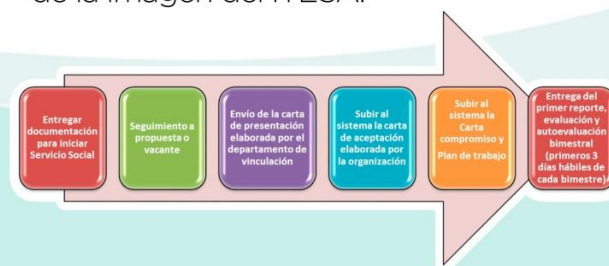 de la imagen del ITESA.
Entregar
documentación
para iniciar
Servicio Social
Seguimiento a
propuesta o
vacante
Envío de la carta
de presentación
elaborada por el
departamento de
vinculación
Subir al
sistema la carta
de aceptación
elaborada por
la organización
Subir al
sistema la
Carta
compromiso y
Plan de trabajo
Entrega del
primer reporte,
evaluación y
autoevaluación
bimestral
(primeros 3
días hábiles de
cada bimestre)